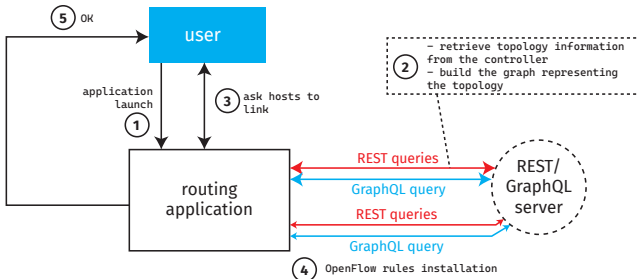 5 OK
user
- retrieve topology information
from the controller
- build the graph representing
the topology
2
application
launch
1
3 ask hosts to
link
REST queries
GraphQL query
routing
application
REST/
GraphQL
server
REST queries
GraphQL query
4 OpenFlow rules installation